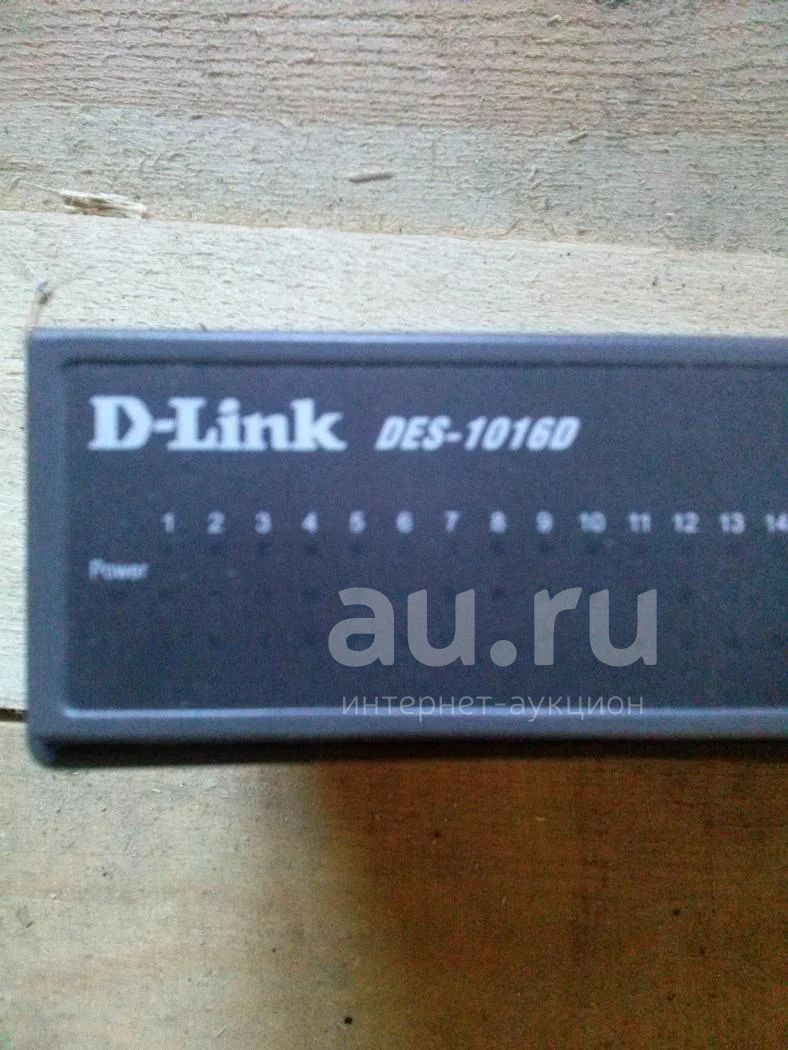 D-Link DES-1016D
1 2 3 4 5 6 7 8 9 10 11 12 13 14
Power
au.ru
интернет-аукцион